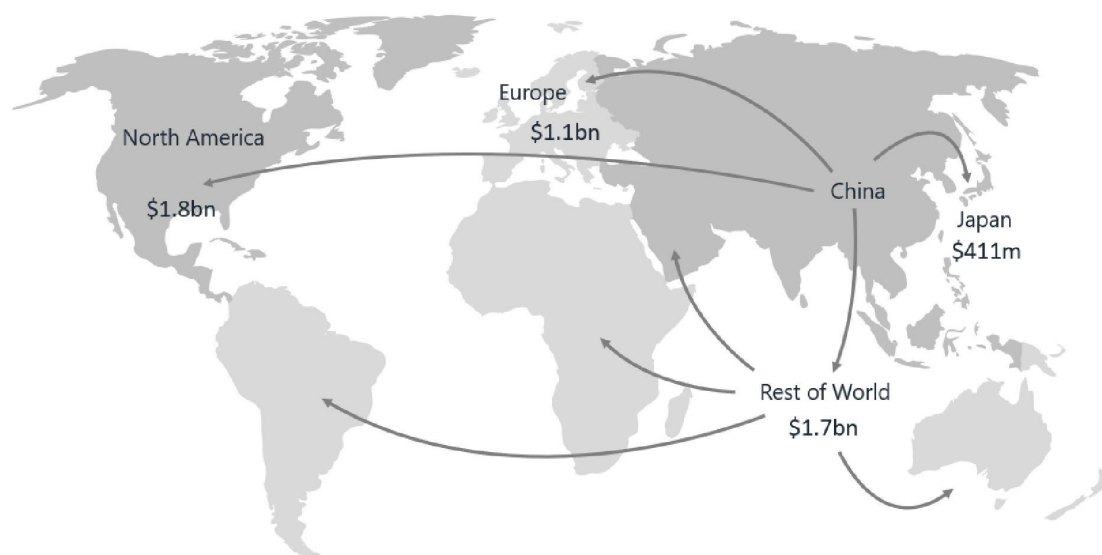 Europe
$1.1bn
North America
$1.8bn
China
Japan
$411m
Rest of World
$1.7bn